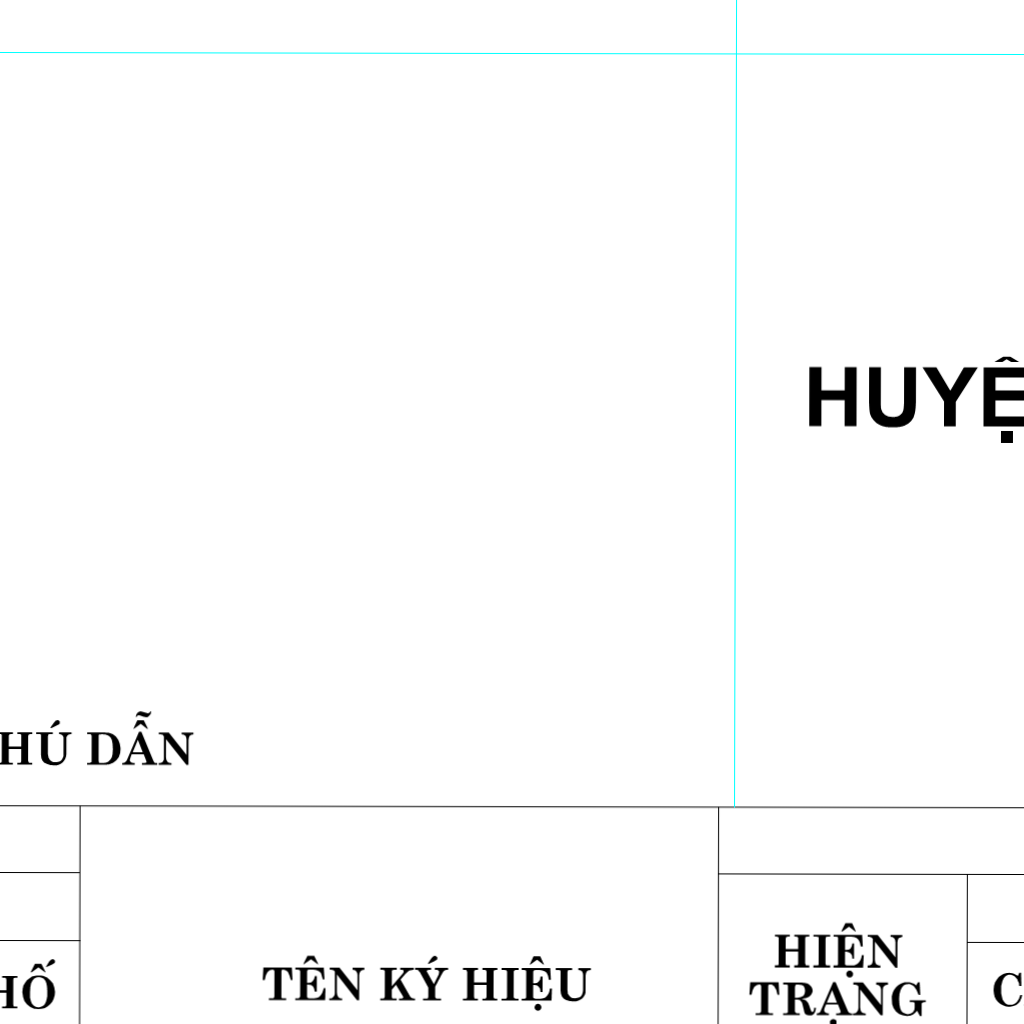 HUYỆ
HÚ DẪN
HỐ
TÊN KÝ HIỆU
HIỆN
TRẠNG
C